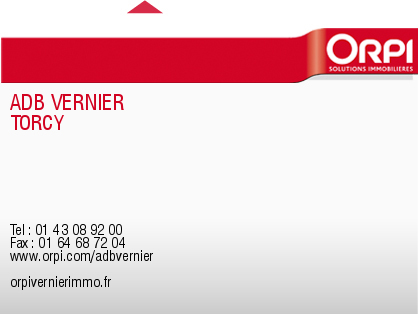 ORPI
SOLUTIONS IMMOBILIÈRES
ADB VERNIER
TORCY
Tel : 01 43 08 92 00
Fax : 01 64 68 72 04
www.orpi.com/adbvernier
orpivernierimmo.fr